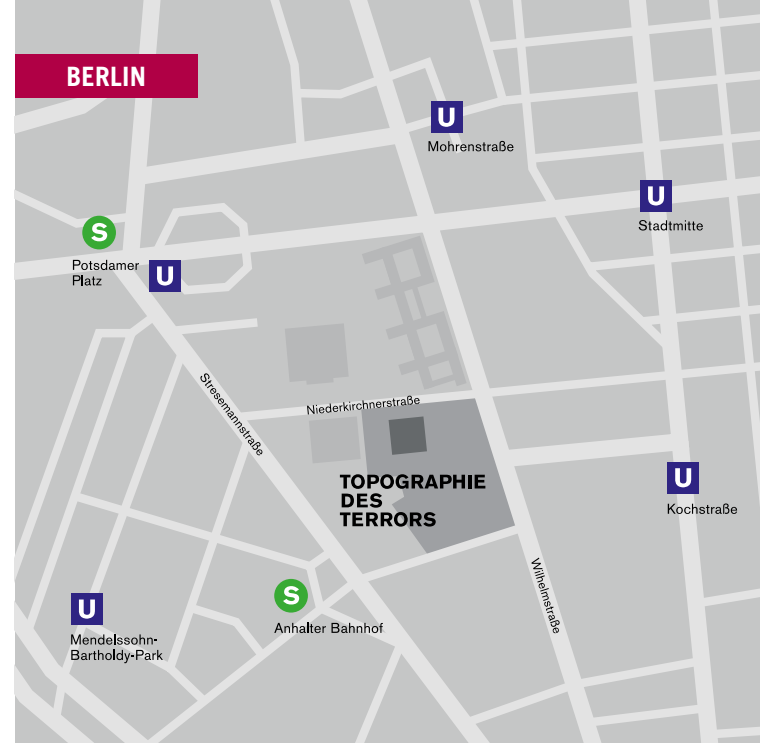 BERLIN
U
Mohrenstraße
U
Stadtmitte
S
Potsdamer
Platz
U
Stresemannstraße
Niederkirchnerstraße
TOPOGRAPHIE
DES
TERRORS
U
Kochstraße
Wilhelmstraße
S
Anhalter Bahnhof
U
Mendelssohn-
Bartholdy-Park